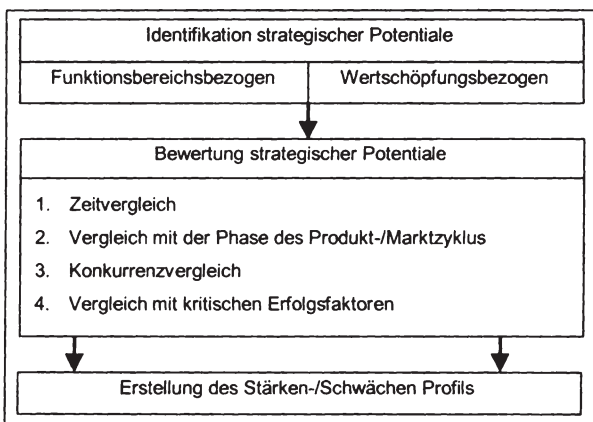 Identifikation strategischer Potentiale
Funktionsbereichsbezogen Wertschöpfungsbezogen
Bewertung strategischer Potentiale
1. Zeitvergleich
2. Vergleich mit der Phase des Produkt-/Marktzyklus
3. Konkurrenzvergleich
4. Vergleich mit kritischen Erfolgsfaktoren
Erstellung des Stärken-/Schwächen Profils